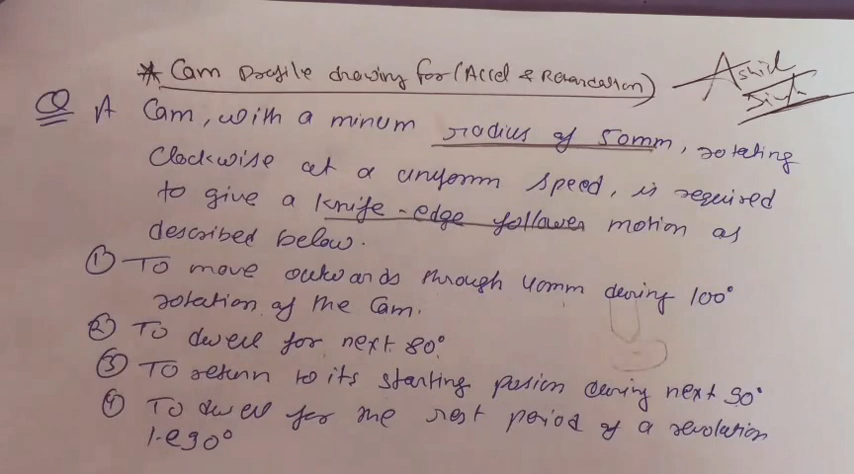 * Cam profile drawing for (Accel & Retardation)
Ashish
Singh
Q A Cam, with a minum radius of 50mm, rotating
Clockwise at a uniform speed, is required
to give a knife-edge follower motion as
described below.
① To move outwards through 40mm during 100°
rotation of the Cam.
② To dwell for next 80°
③ To return to its starting posion during next 90°
④ To dwell for the rest period of a revolution
i.e 90°